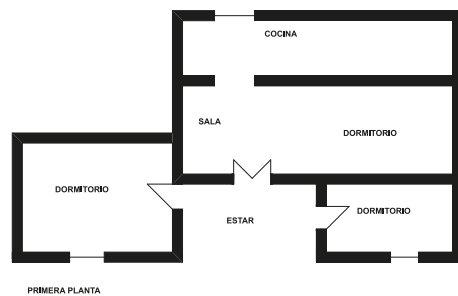 COCINA
SALA
DORMITORIO
DORMITORIO
DORMITORIO
ESTAR
PRIMERA PLANTA